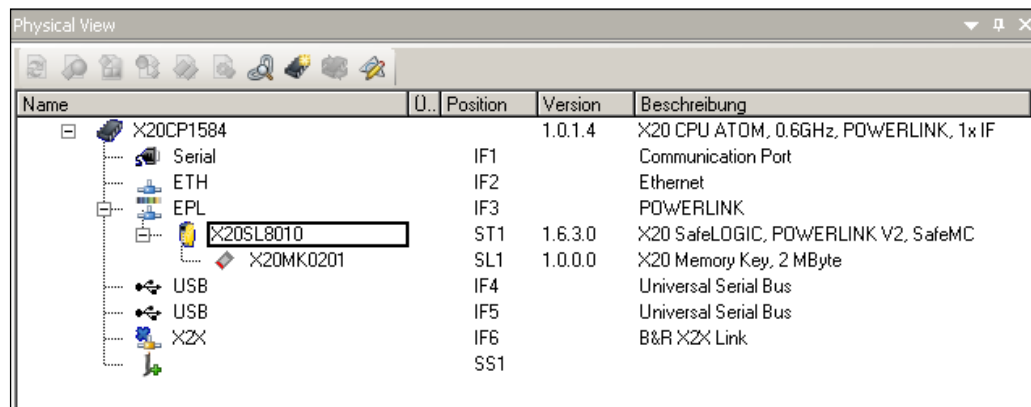 Physical View
Name Ü.. Position Version Beschreibung
X20CP1584 1.0.1.4 X20 CPU ATOM, 0.6GHz, POWERLINK, 1x IF
Serial IF1 Communication Port
ETH IF2 Ethernet
EPL IF3 POWERLINK
X20SL8010 ST1 1.6.3.0 X20 SafeLOGIC, POWERLINK V2, SafeMC
X20MK0201 SL1 1.0.0.0 X20 Memory Key, 2 MByte
USB IF4 Universal Serial Bus
USB IF5 Universal Serial Bus
X2X IF6 B&R X2X Link
SS1